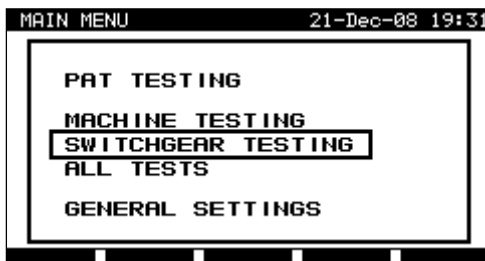 MAIN MENU 21-Dec-08 19:31
PAT TESTING
MACHINE TESTING
SWITCHGEAR TESTING
ALL TESTS
GENERAL SETTINGS